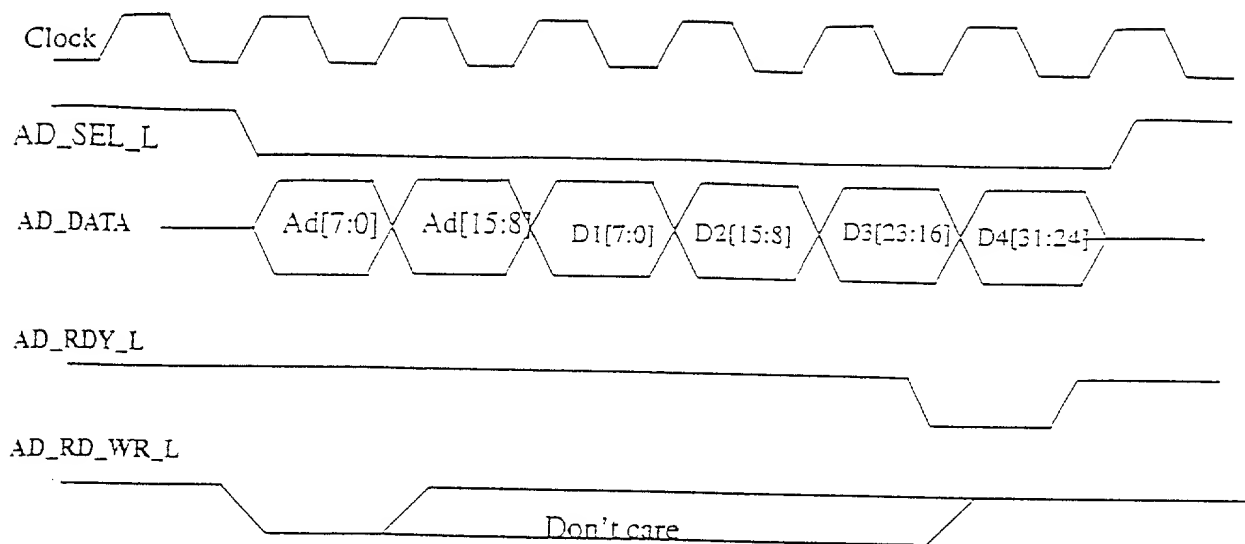 Clock
AD_SEL_L
AD_DATA
Ad[7:0]
Ad[15:8]
D1[7:0]
D2[15:8]
D3[23:16]
D4[31:24]
AD_RDY_L
AD_RD_WR_L
Don't care